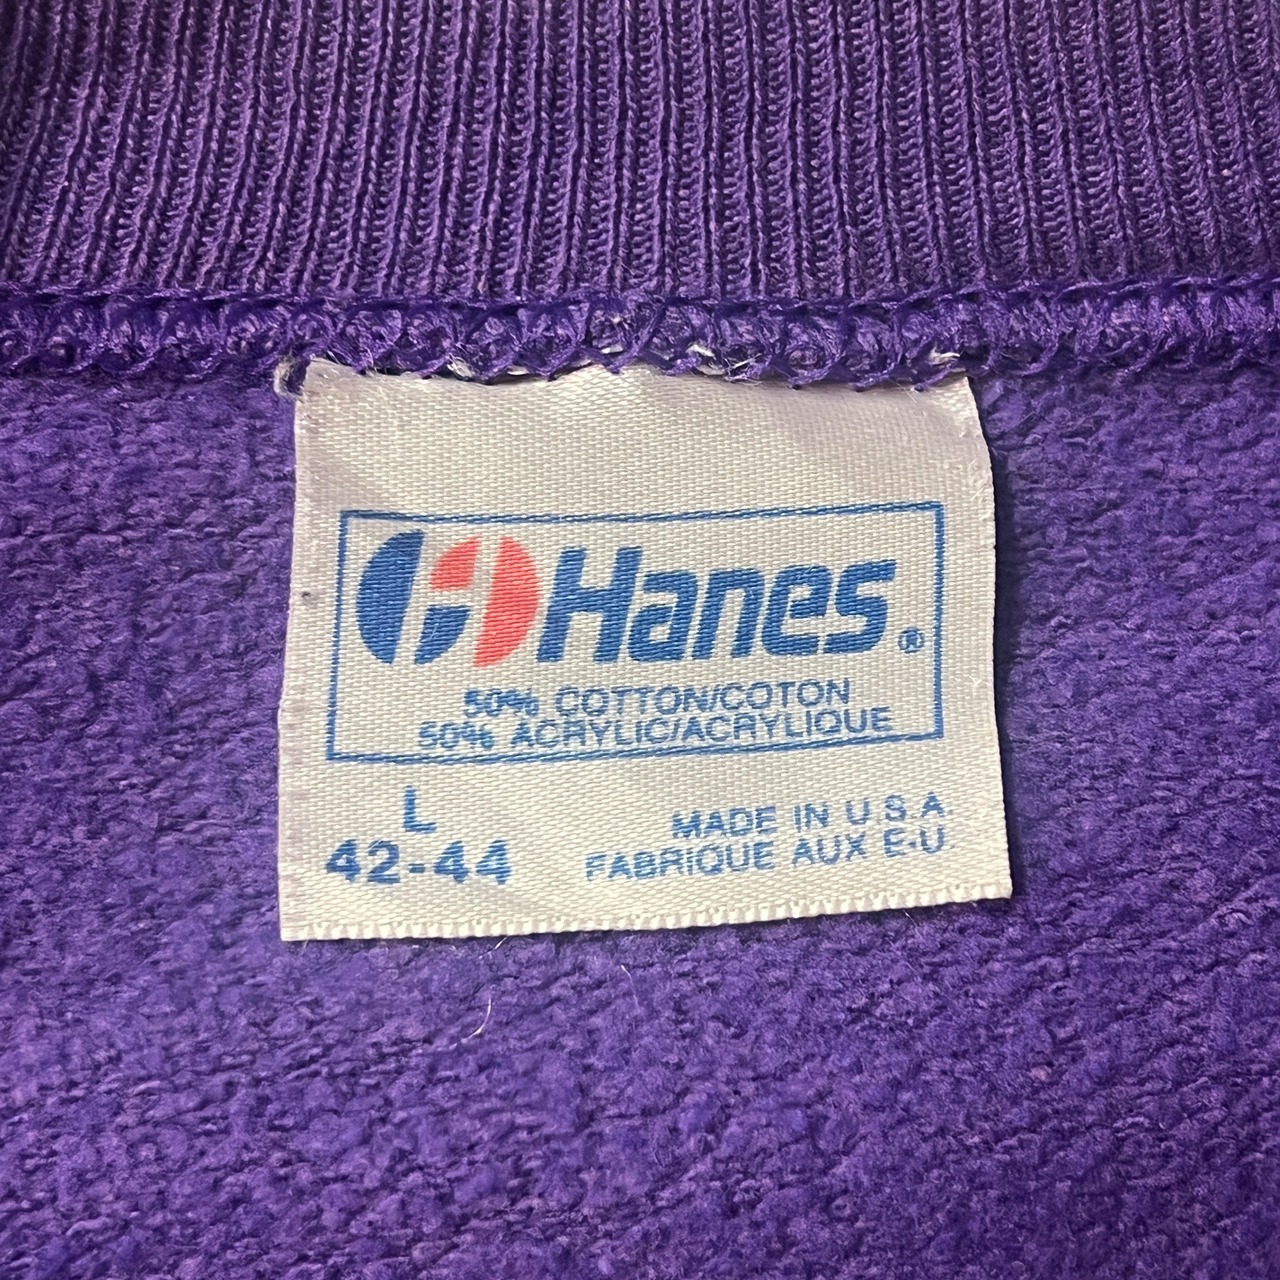 Hanes®
50% COTTON/COTON
50% ACRYLIC/ACRYLIQUE
L
42-44
MADE IN U.S.A.
FABRIQUE AUX E-U.